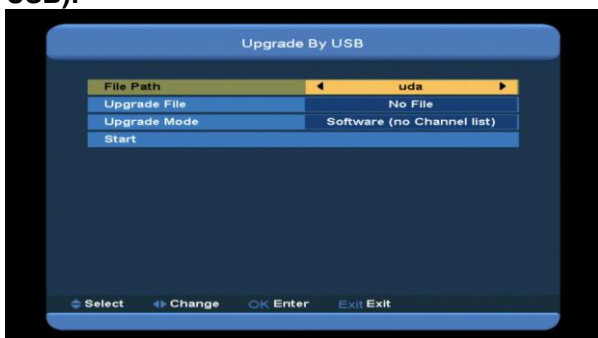 USB).
Upgrade By USB
File Path uda
Upgrade File No File
Upgrade Mode Software (no Channel list)
Start
Select Change OK Enter Exit Exit